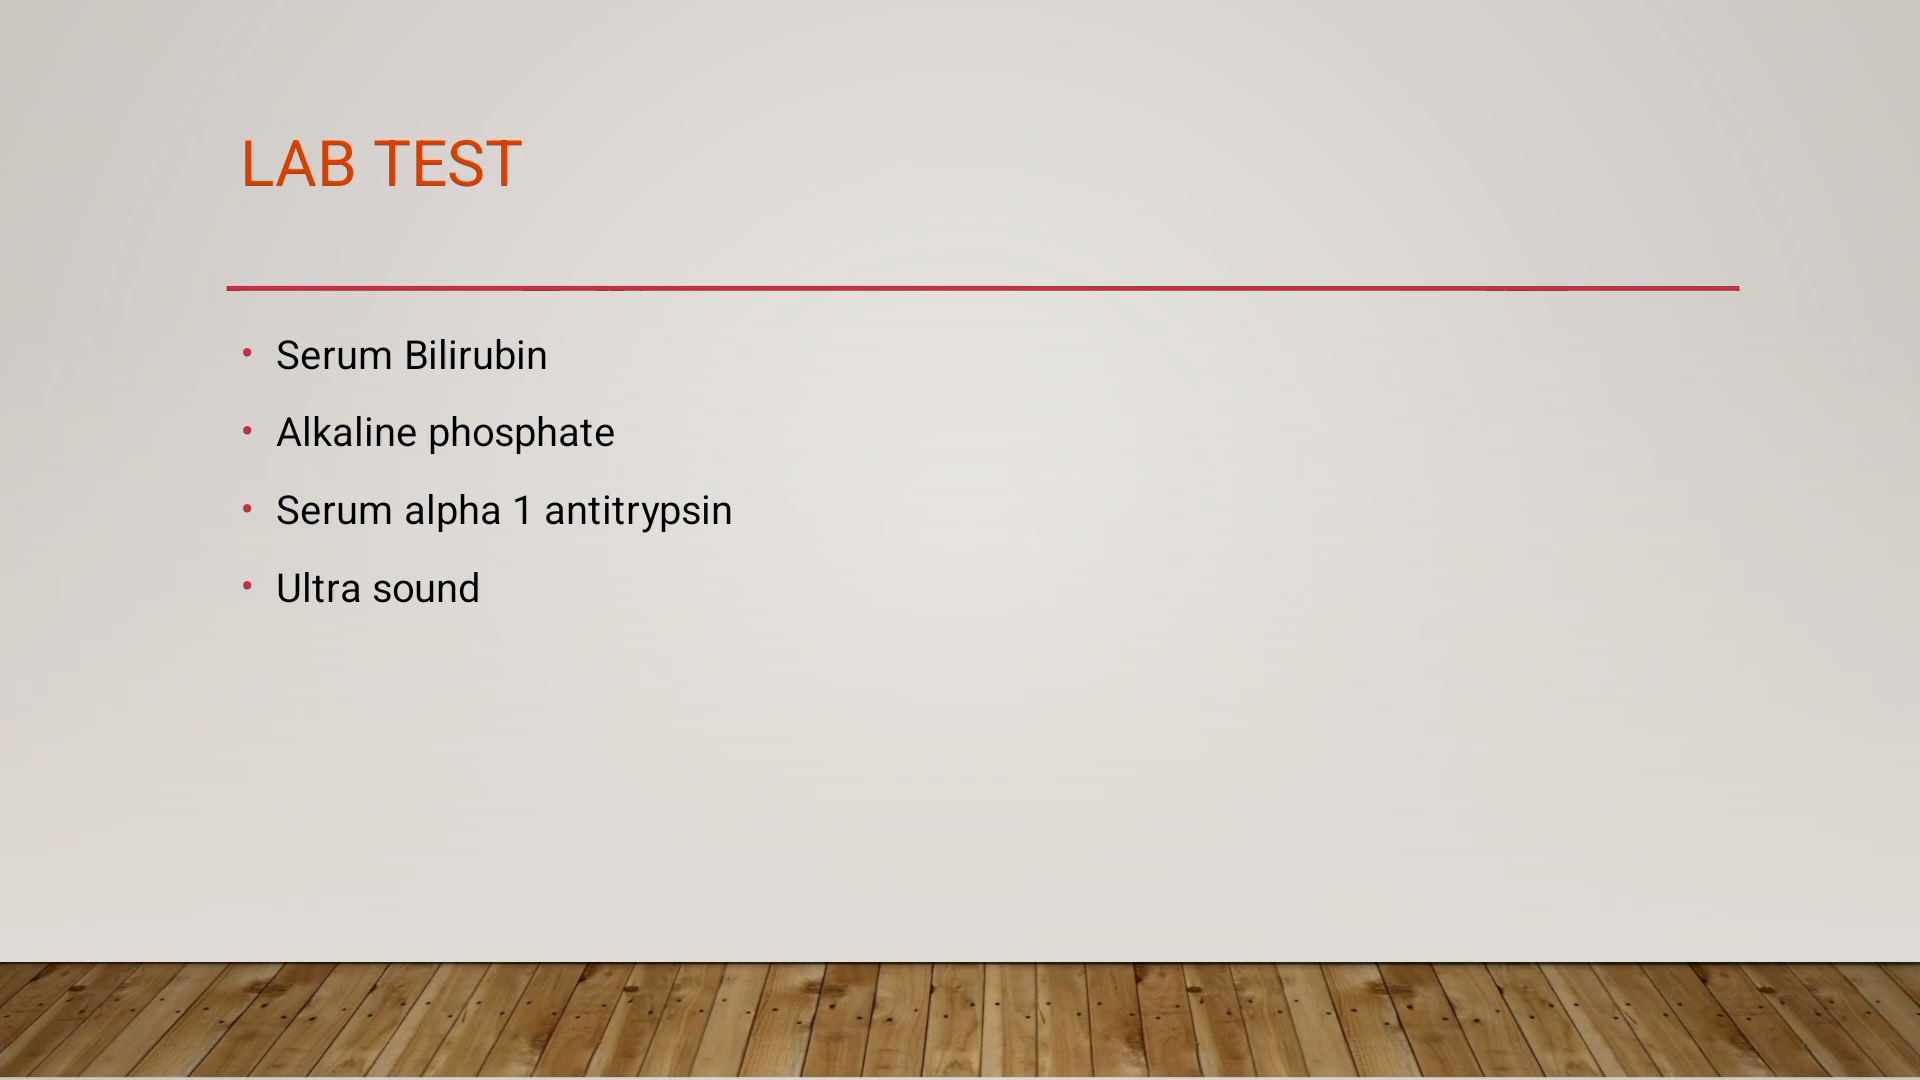 LAB TEST
• Serum Bilirubin
• Alkaline phosphate
• Serum alpha 1 antitrypsin
• Ultra sound